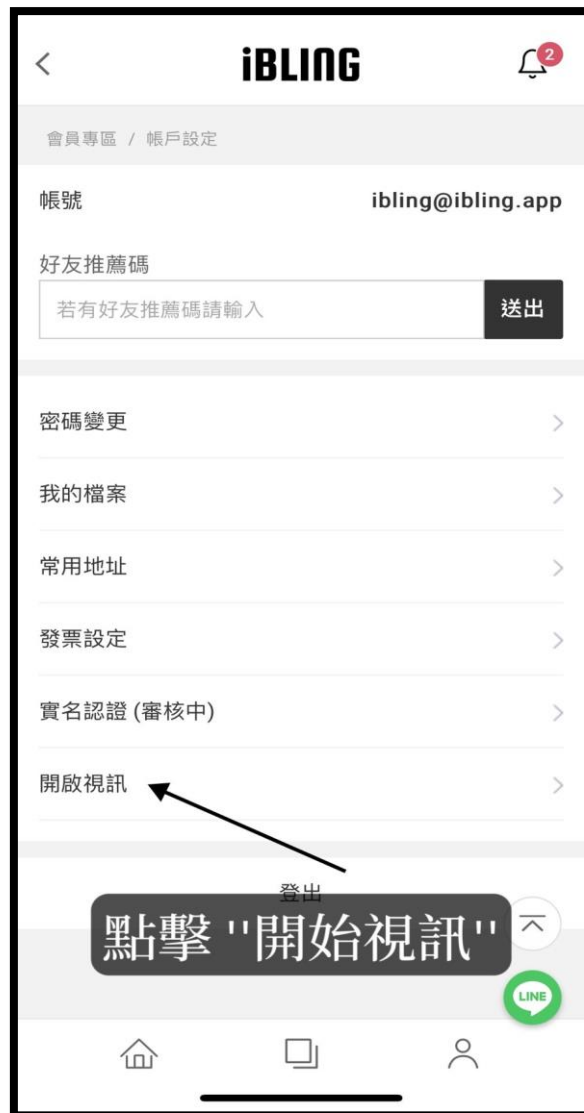 iBLING
2
會員專區 / 帳戶設定
帳號 ibling@ibling.app
好友推薦碼
若有好友推薦碼請輸入 送出
密碼變更
我的檔案
常用地址
發票設定
實名認證 (審核中)
開啟視訊
登出
點擊 "開始視訊"
LINE